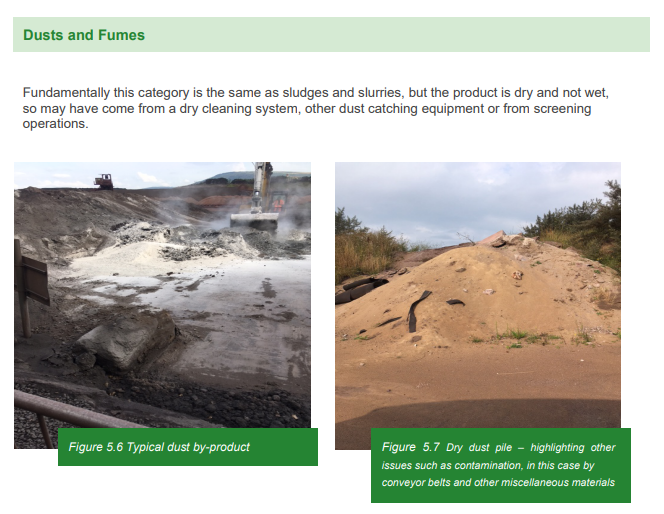 Dusts and Fumes
Fundamentally this category is the same as sludges and slurries, but the product is dry and not wet,
so may have come from a dry cleaning system, other dust catching equipment or from screening
operations.
Figure 5.6 Typical dust by-product
Figure 5.7 Dry dust pile – highlighting other
issues such as contamination, in this case by
conveyor belts and other miscellaneous materials